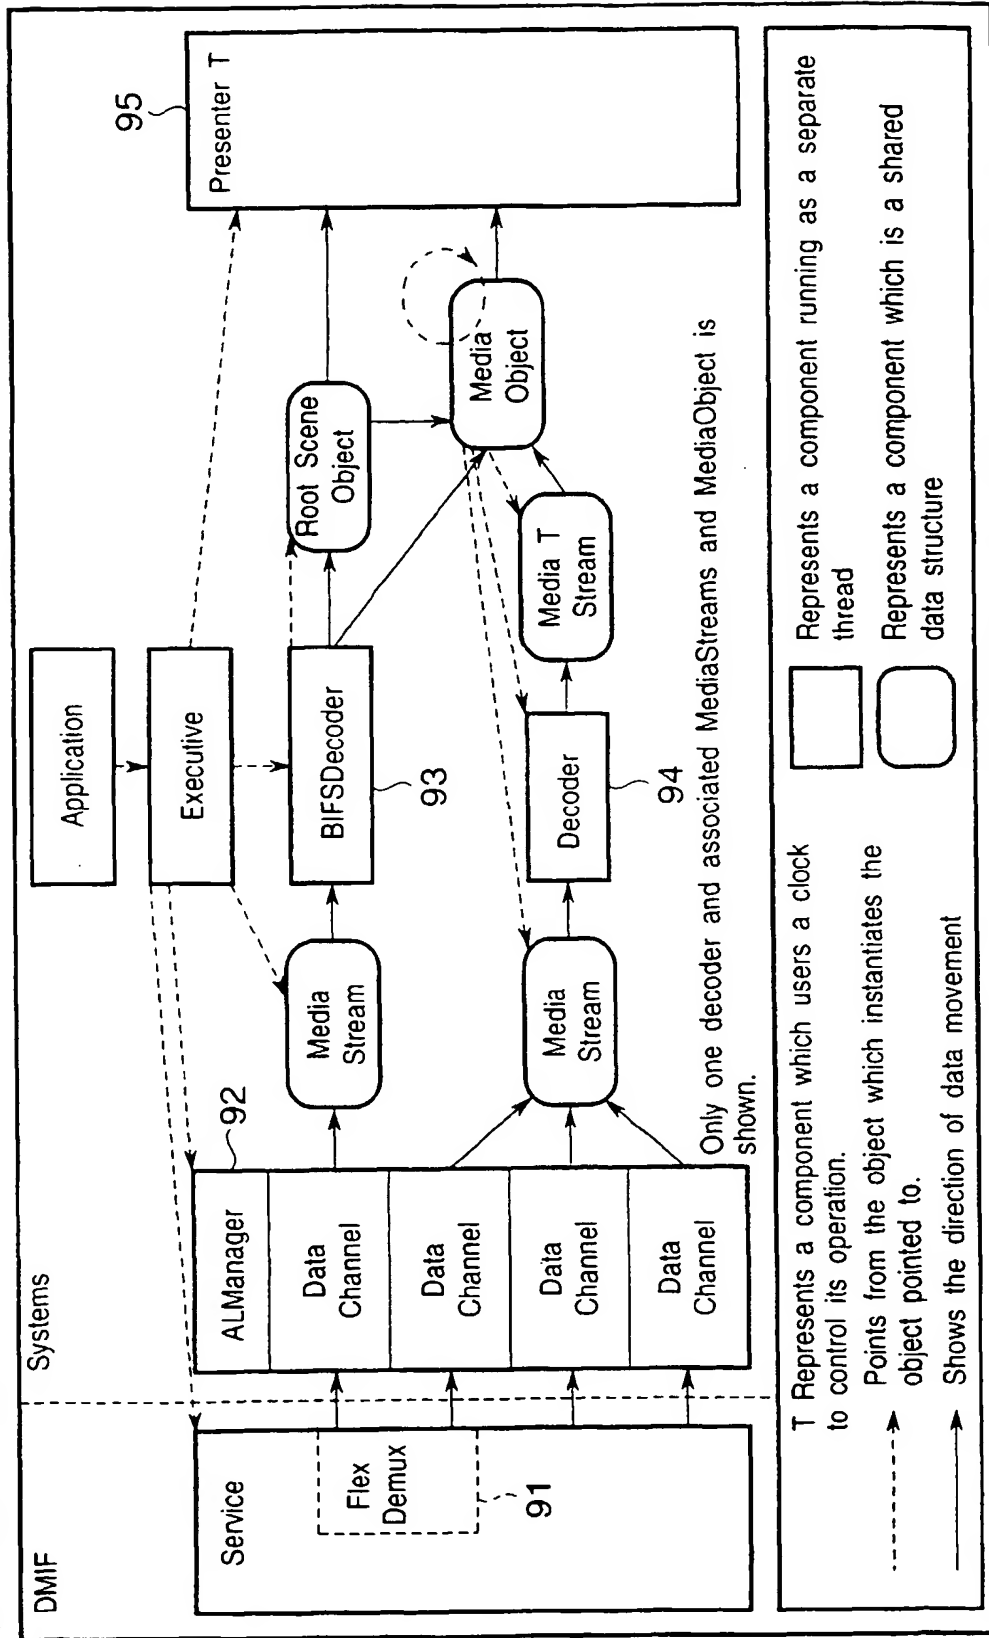 DMIF
Systems
Service
Flex
Demux
91
ALManager
92
Data
Channel
Data
Channel
Data
Channel
Data
Channel
Application
Executive
Media
Stream
BIFSDecoder
93
Root Scene
Object
Media
Stream
Decoder
94
Media T
Stream
Media
Object
Presenter T
95
Only one decoder and associated MediaStreams and MediaObject is
shown.
T Represents a component which users a clock
to control its operation.
Points from the object which instantiates the
object pointed to.
Shows the direction of data movement
Represents a component running as a separate
thread
Represents a component which is a shared
data structure